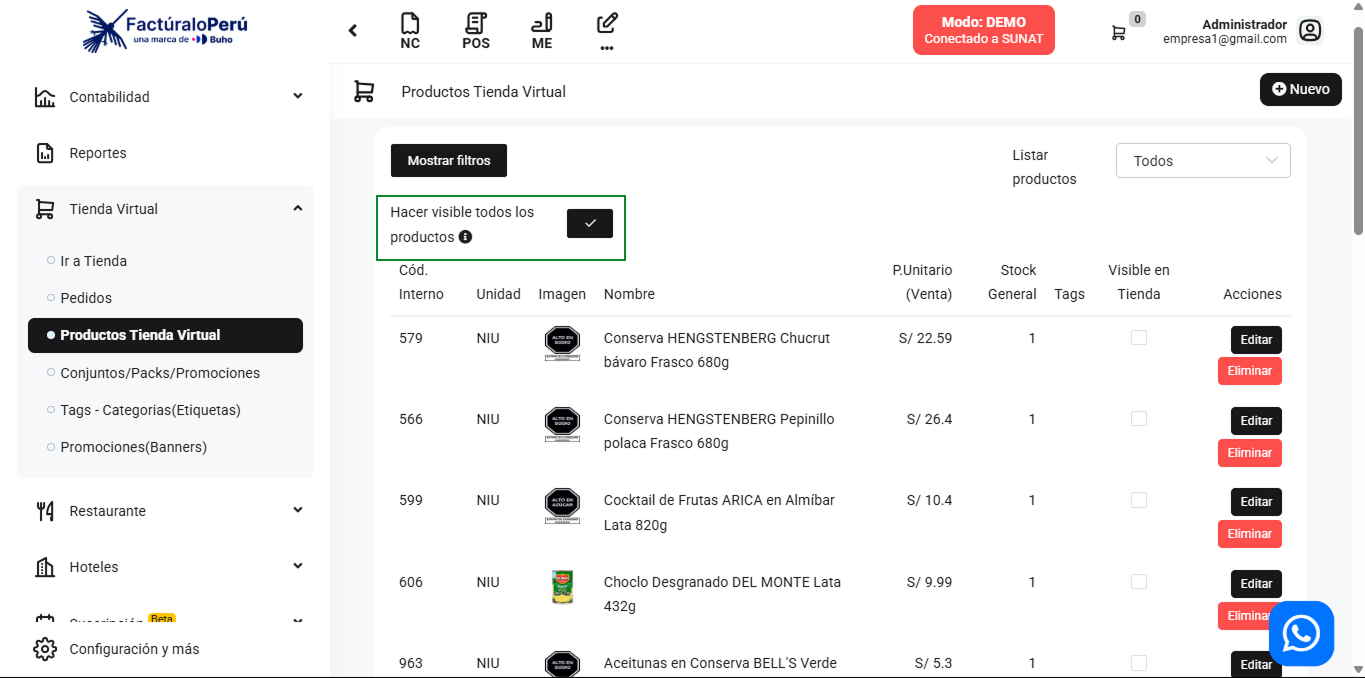 FactúraloPerú
una marca de Buho
NC
POS
ME
...
Modo: DEMO
Conectado a SUNAT
0
Administrador
empresa1@gmail.com
Contabilidad
Reportes
Tienda Virtual
Ir a Tienda
Pedidos
Productos Tienda Virtual
Conjuntos/Packs/Promociones
Tags - Categorias(Etiquetas)
Promociones(Banners)
Restaurante
Hoteles
Suscripción Beta
Configuración y más
Productos Tienda Virtual
Nuevo
Mostrar filtros
Listar
productos
Todos
Hacer visible todos los
productos
Cód.
Interno
Unidad
Imagen
Nombre
P.Unitario
(Venta)
Stock
General
Tags
Visible en
Tienda
Acciones
579 NIU ALTO EN SODIO Conserva HENGSTENBERG Chucrut S/ 22.59 1 Editar
bávaro Frasco 680g Eliminar
566 NIU ALTO EN SODIO Conserva HENGSTENBERG Pepinillo S/ 26.4 1 Editar
polaca Frasco 680g Eliminar
599 NIU ALTO EN AZÚCAR Cocktail de Frutas ARICA en Almíbar S/ 10.4 1 Editar
Lata 820g Eliminar
606 NIU Choclo Desgranado DEL MONTE Lata S/ 9.99 1 Editar
432g Eliminar
963 NIU ALTO EN SODIO Aceitunas en Conserva BELL'S Verde S/ 5.3 1 Editar